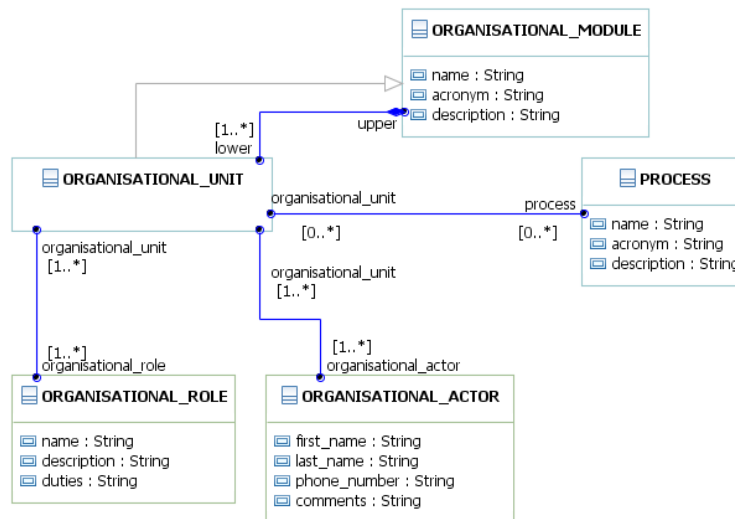 ORGANISATIONAL_MODULE
name : String
acronym : String
description : String
upper
[1..*]
lower
ORGANISATIONAL_UNIT
organisational_unit
[0..*]
process
[0..*]
PROCESS
name : String
acronym : String
description : String
organisational_unit
[1..*]
organisational_unit
[1..*]
[1..*]
organisational_role
[1..*]
organisational_actor
ORGANISATIONAL_ROLE
name : String
description : String
duties : String
ORGANISATIONAL_ACTOR
first_name : String
last_name : String
phone_number : String
comments : String